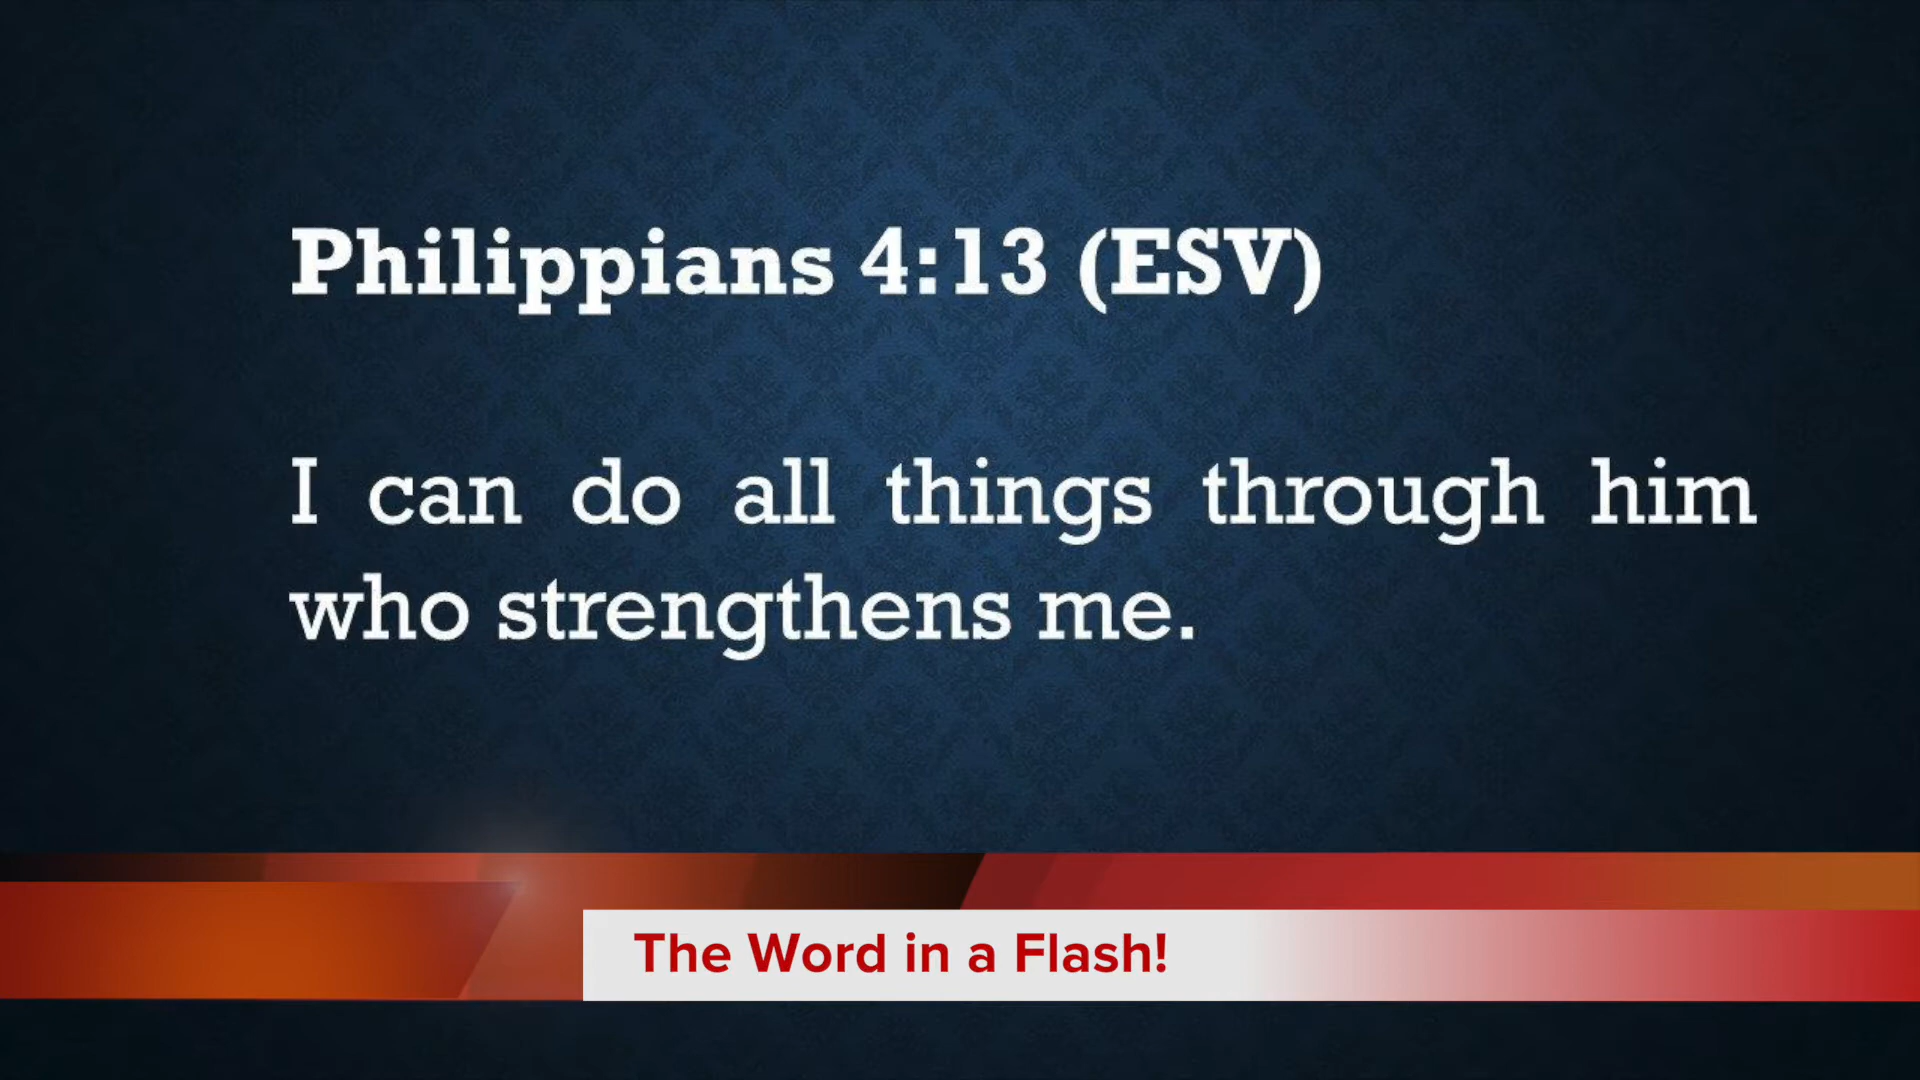 Philippians 4:13 (ESV)
I can do all things through him
who strengthens me.
The Word in a Flash!